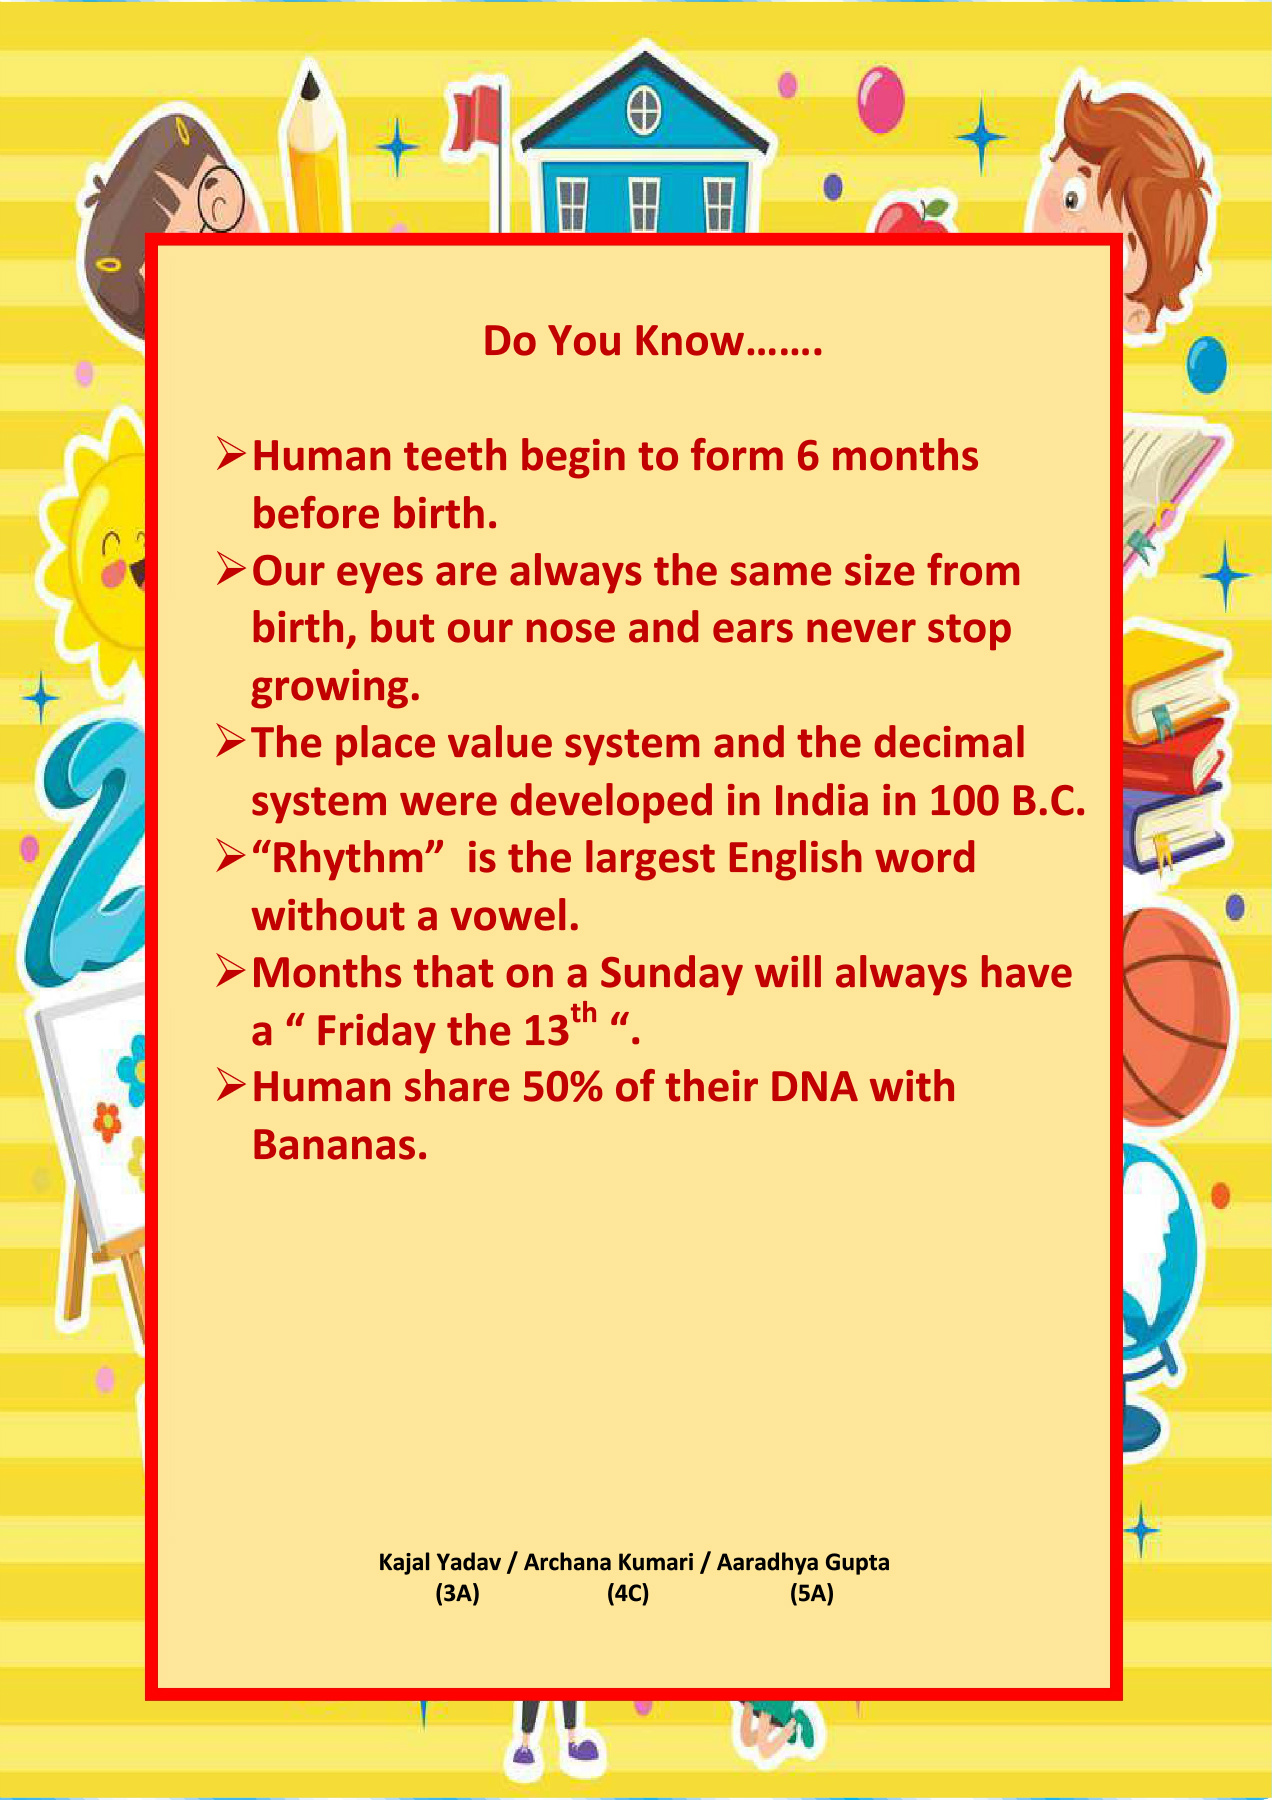 Do You Know…….
➢Human teeth begin to form 6 months
before birth.
➢Our eyes are always the same size from
birth, but our nose and ears never stop
growing.
➢The place value system and the decimal
system were developed in India in 100 B.C.
➢“Rhythm”  is the largest English word
without a vowel.
➢Months that on a Sunday will always have
a “ Friday the 13th “.
➢Human share 50% of their DNA with
Bananas.
Kajal Yadav / Archana Kumari / Aaradhya Gupta
(3A) (4C) (5A)